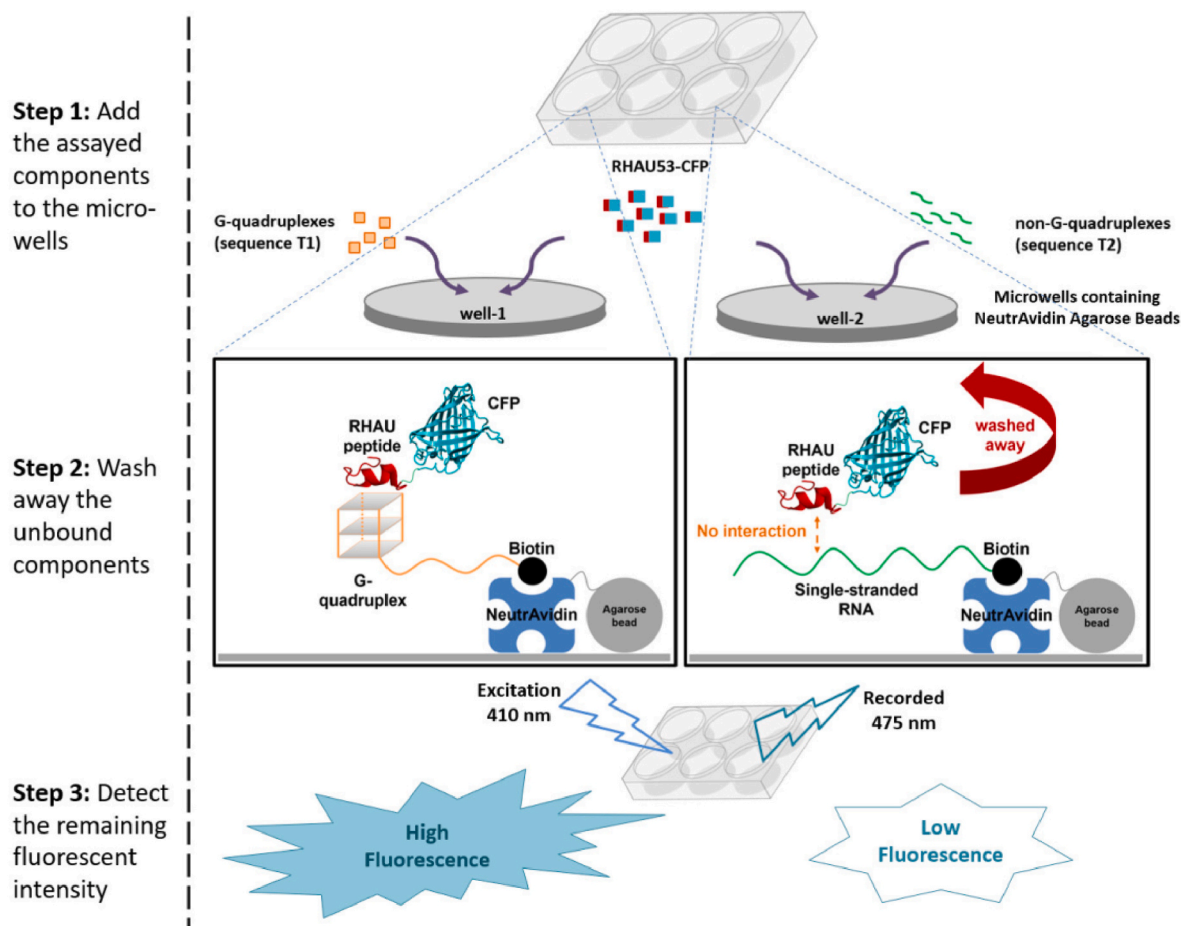 Step 1: Add
the assayed
components
to the micro-
wells
RHAU53-CFP
G-quadruplexes
(sequence T1)
non-G-quadruplexes
(sequence T2)
well-1
well-2
Microwells containing
NeutrAvidin Agarose Beads
Step 2: Wash
away the
unbound
components
CFP
RHAU
peptide
G-
quadruplex
Biotin
NeutrAvidin
Agarose
bead
CFP
RHAU
peptide
washed
away
No interaction
Single-stranded
RNA
Biotin
NeutrAvidin
Agarose
bead
Excitation
410 nm
Recorded
475 nm
Step 3: Detect
the remaining
fluorescent
intensity
High
Fluorescence
Low
Fluorescence